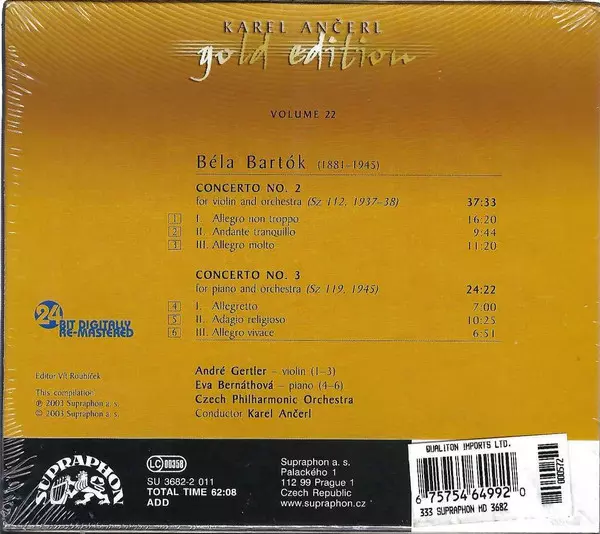 KAREL ANČERL
gold edition
VOLUME 22
Béla Bartók (1881–1945)
CONCERTO NO. 2
for violin and orchestra (Sz 112, 1937–38) 37:33
1 I. Allegro non troppo 16:20
2 II. Andante tranquillo 9:44
3 III. Allegro molto 11:20
CONCERTO NO. 3
for piano and orchestra (Sz 119, 1945) 24:22
4 I. Allegretto 7:00
5 II. Adagio religioso 10:25
6 III. Allegro vivace 6:51
24
BIT DIGITALLY
RE-MASTERED
André Gertler – violin (1–3)
Eva Bernáthová – piano (4–6)
Czech Philharmonic Orchestra
Conductor Karel Ančerl
Editor Vít Roubíček
This compilation
℗ 2003 Supraphon a. s.
© 2003 Supraphon a. s.
SUPRAPHON
LC 00358
SU 3682-2 011
TOTAL TIME 62:08
ADD
Supraphon a. s.
Palackého 1
112 99 Prague 1
Czech Republic
www.supraphon.cz
QUALITON IMPORTS LTD.
6 75754 64992 0
333 SUPRAPHON MD 3682
000572